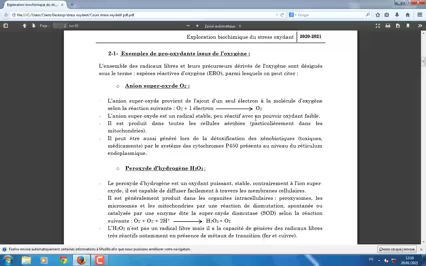 Exploration biochimique du stress oxydant 2020-2021
2.1- Exemples de pro-oxydants issus de l'oxygène :
L'ensemble des radicaux libres et leurs précurseurs dérivés de l'oxygène sont désignés
sous le terme : espèces réactives d'oxygène (ERO), parmi lesquels on peut citer :
o Anion super-oxyde O₂ :
- L'anion super-oxyde provient de l'ajout d'un seul électron à la molécule d'oxygène
selon la réaction suivante : O₂ + 1 électron → O₂
- L'anion super-oxyde est un radical stable, peu réactif avec un pouvoir oxydant faible.
- Il est produit dans toutes les cellules aérobies (particulièrement dans les
mitochondries).
- Il peut être aussi généré lors de la détoxification des xénobiotiques (toxiques,
médicaments) par le système des cytochromes P450 présents au niveau du réticulum
endoplasmique.
o Peroxyde d'hydrogène H₂O₂ :
- Le peroxyde d'hydrogène est un oxydant puissant, stable, contrairement à l'ion super-
oxyde, il est capable de diffuser facilement à travers les membranes cellulaires.
- Il est généralement produit dans les organites intracellulaires : peroxysomes, les
microsomes et les mitochondries par une réaction de dismutation, spontanée ou
catalysée par une enzyme dite la super-oxyde dismutase (SOD) selon la réaction
suivante : O₂ + O₂ + 2H⁺ → H₂O₂ + O₂
- L'H₂O₂ n'est pas un radical libre mais il a la capacité de générer des radicaux libres
très réactifs notamment en présence de métaux de transition (fer et cuivre).
FR
12:09